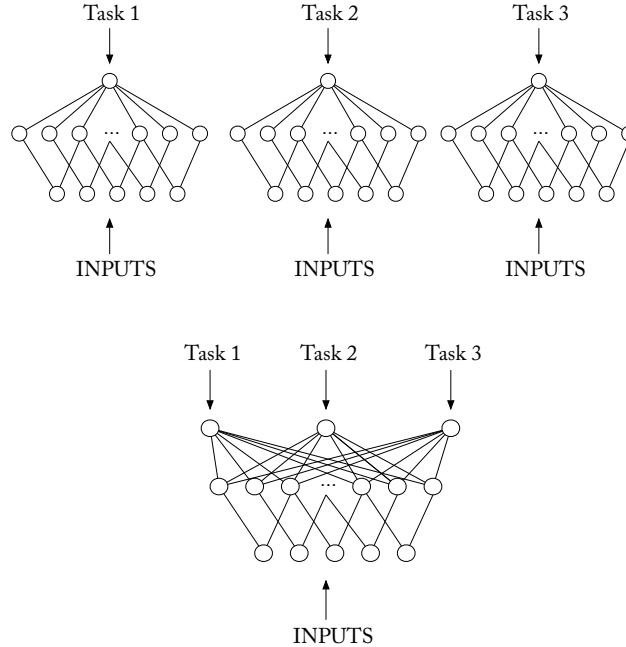 Task 1 Task 2 Task 3
...
...
...
INPUTS INPUTS INPUTS
Task 1 Task 2 Task 3
...
INPUTS